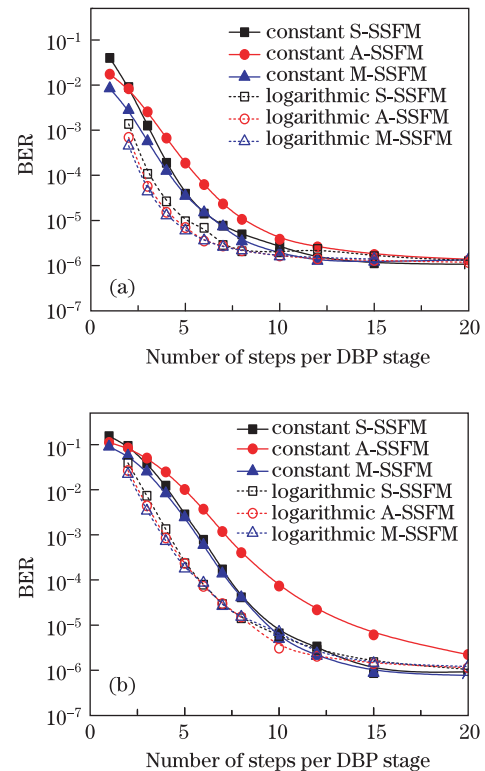 constant S-SSFM
constant A-SSFM
constant M-SSFM
logarithmic S-SSFM
logarithmic A-SSFM
logarithmic M-SSFM
BER
10⁻¹
10⁻²
10⁻³
10⁻⁴
10⁻⁵
10⁻⁶
10⁻⁷
(a)
0 5 10 15 20
Number of steps per DBP stage
constant S-SSFM
constant A-SSFM
constant M-SSFM
logarithmic S-SSFM
logarithmic A-SSFM
logarithmic M-SSFM
BER
10⁻¹
10⁻²
10⁻³
10⁻⁴
10⁻⁵
10⁻⁶
10⁻⁷
(b)
0 5 10 15 20
Number of steps per DBP stage